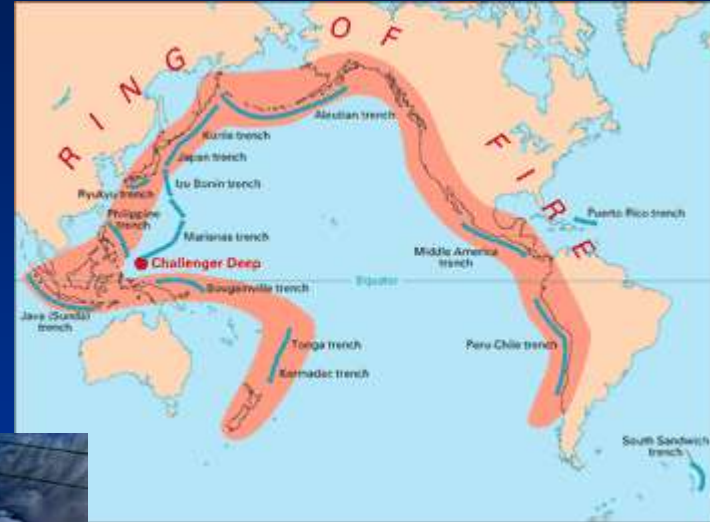 RING OF FIRE
Aleutian trench
Kurile trench
Japan trench
Izu Bonin trench
Ryukyu trench
Philippine
trench
Marianas trench
Challenger Deep
Bougainville trench
Equator
Java (Sunda)
trench
Tonga trench
Kermadec trench
Middle America
trench
Puerto Rico trench
Peru-Chile trench
South Sandwich
trench